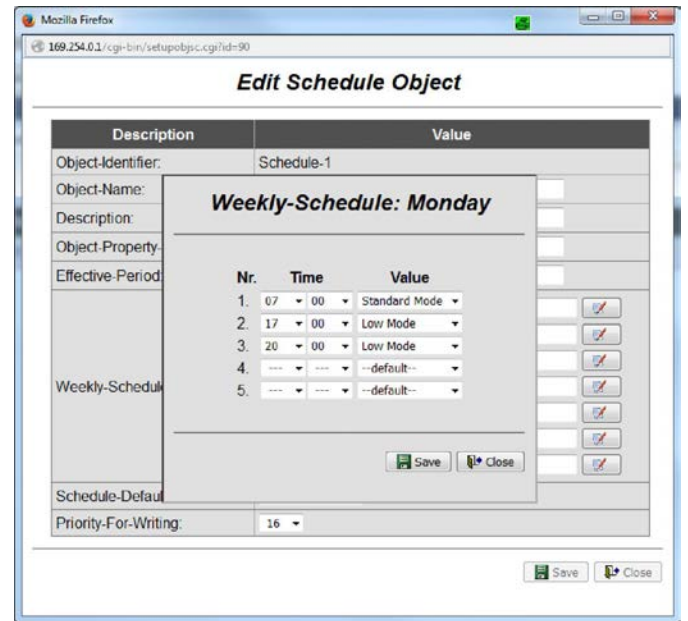 Mozilla Firefox
169.254.0.1/cgi-bin/setupobjsc.cgi?id=90
Edit Schedule Object
Description Value
Object-Identifier: Schedule-1
Object-Name:
Description:
Object-Property-
Effective-Period:
Weekly-Schedul
Schedule-Defaul
Priority-For-Writing: 16
Weekly-Schedule: Monday
Nr. Time Value
1. 07 00 Standard Mode
2. 17 00 Low Mode
3. 20 00 Low Mode
4. --- --- --default--
5. --- --- --default--
Save Close
Save Close